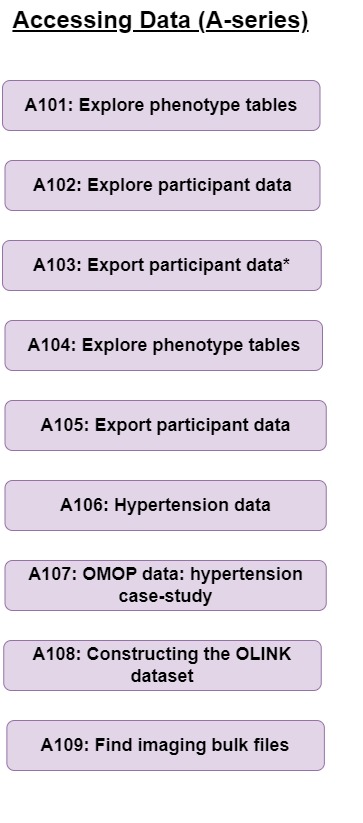 Accessing Data (A-series)
A101: Explore phenotype tables
A102: Explore participant data
A103: Export participant data*
A104: Explore phenotype tables
A105: Export participant data
A106: Hypertension data
A107: OMOP data: hypertension
case-study
A108: Constructing the OLINK
dataset
A109: Find imaging bulk files